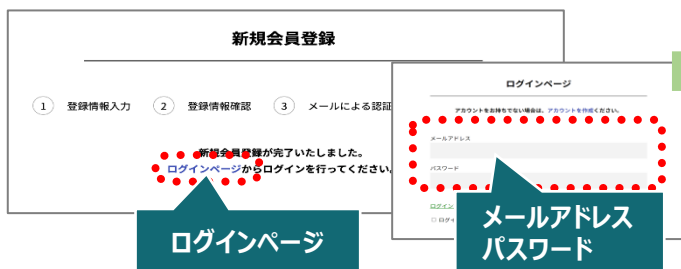 新規会員登録
1 登録情報入力 2 登録情報確認 3 メールによる認証
新規会員登録が完了いたしました。
ログインページからログインを行ってください。
ログインページ
ログインページ
アカウントをお持ちでない場合は、アカウントを作成ください。
メールアドレス
パスワード
ログイン
メールアドレス
パスワード